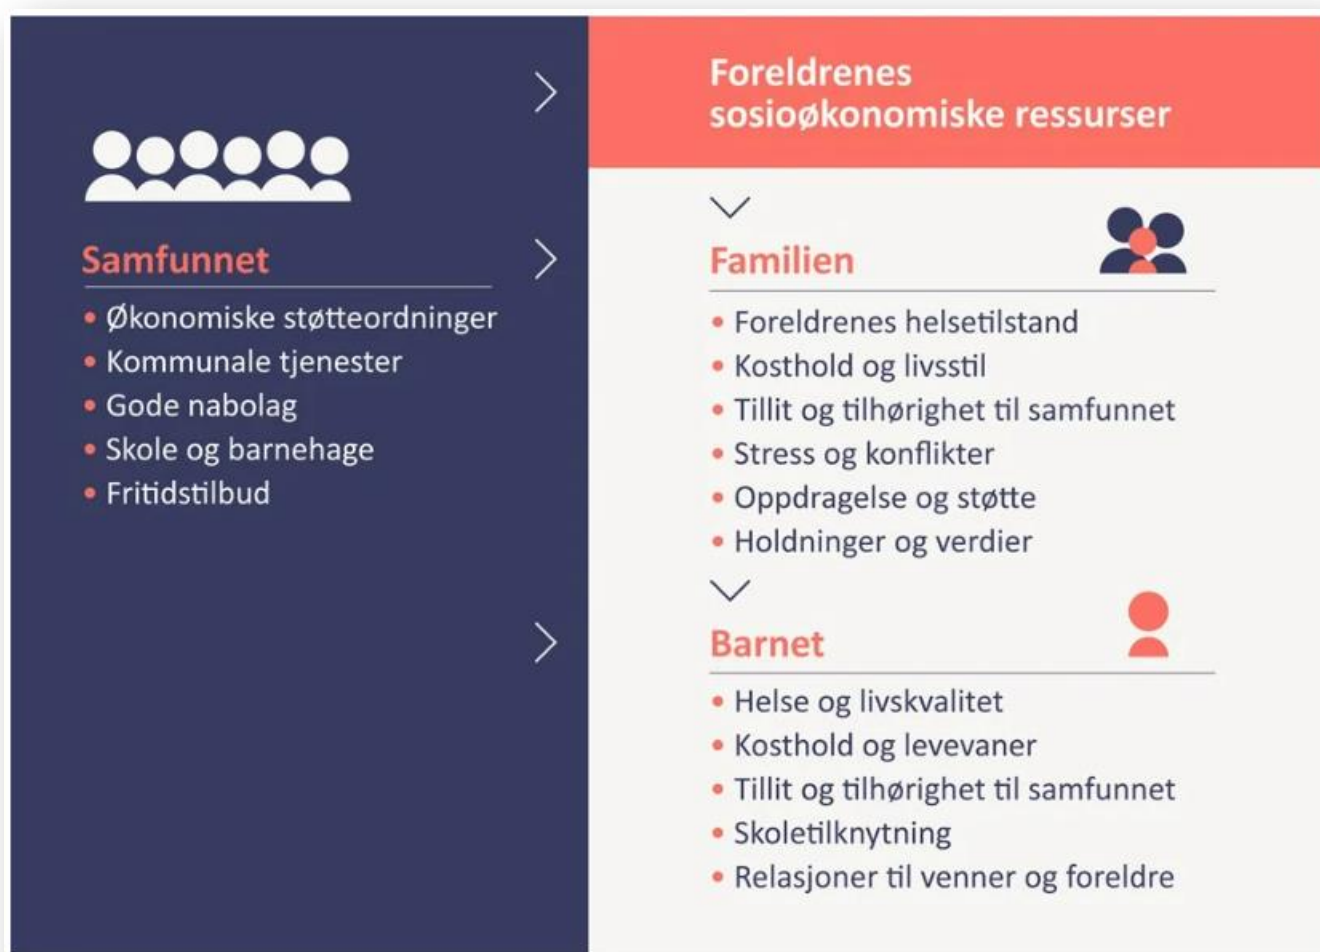 Samfunnet
• Økonomiske støtteordninger
• Kommunale tjenester
• Gode nabolag
• Skole og barnehage
• Fritidstilbud
Foreldrenes
sosioøkonomiske ressurser
Familien
• Foreldrenes helsetilstand
• Kosthold og livsstil
• Tillit og tilhørighet til samfunnet
• Stress og konflikter
• Oppdragelse og støtte
• Holdninger og verdier
Barnet
• Helse og livskvalitet
• Kosthold og levevaner
• Tillit og tilhørighet til samfunnet
• Skoletilknytning
• Relasjoner til venner og foreldre